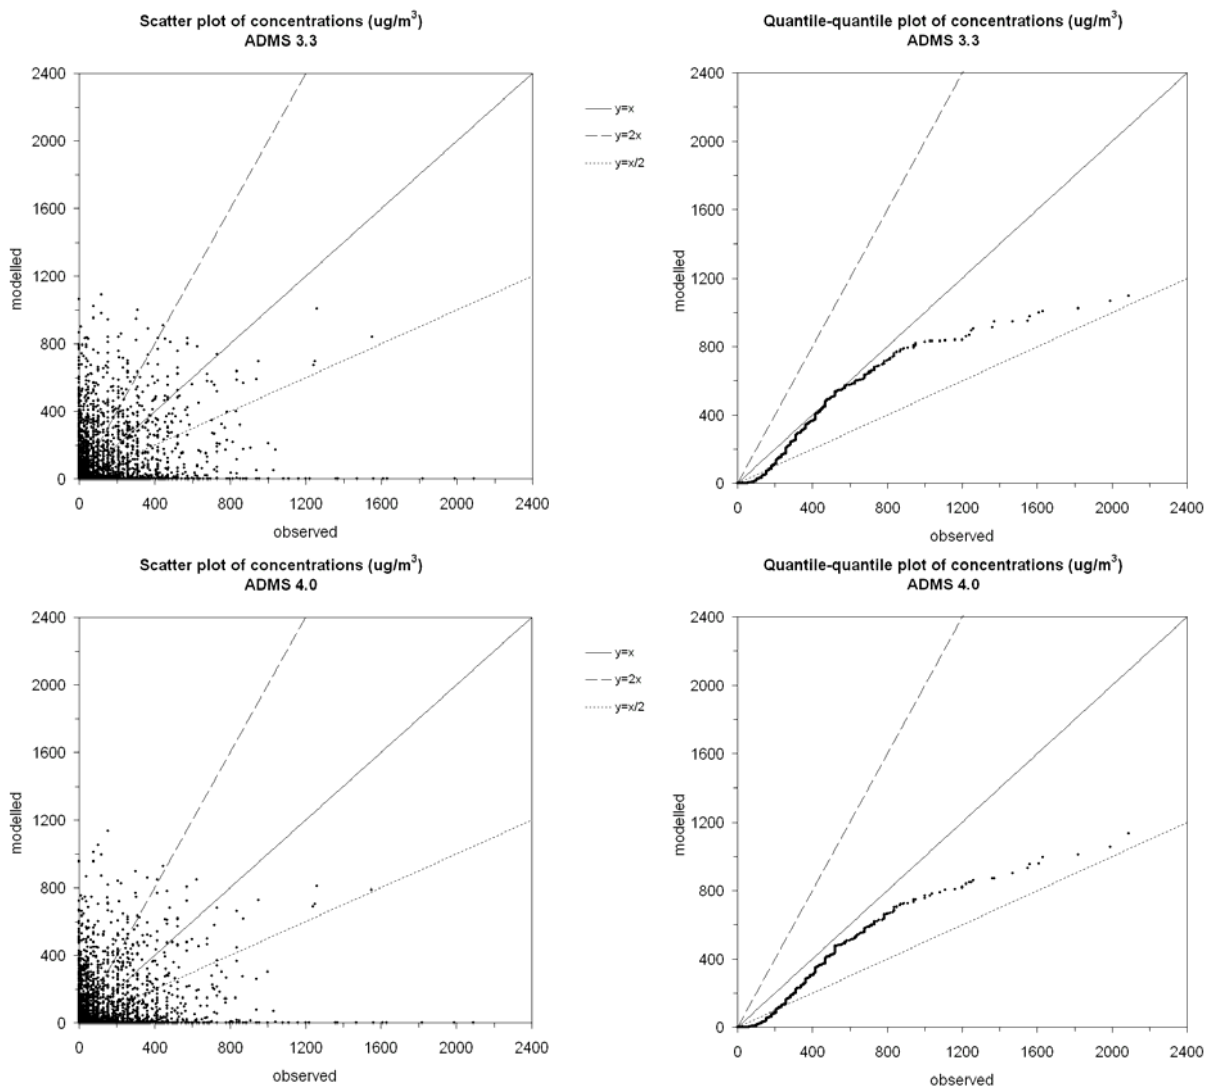 Scatter plot of concentrations (ug/m³)
ADMS 3.3
2400
2000
1600
1200
800
400
0
modelled
0 400 800 1200 1600 2000 2400
observed
y=x
y=2x
y=x/2
Quantile-quantile plot of concentrations (ug/m³)
ADMS 3.3
2400
2000
1600
1200
800
400
0
modelled
0 400 800 1200 1600 2000 2400
observed
Scatter plot of concentrations (ug/m³)
ADMS 4.0
2400
2000
1600
1200
800
400
0
modelled
0 400 800 1200 1600 2000 2400
observed
y=x
y=2x
y=x/2
Quantile-quantile plot of concentrations (ug/m³)
ADMS 4.0
2400
2000
1600
1200
800
400
0
modelled
0 400 800 1200 1600 2000 2400
observed